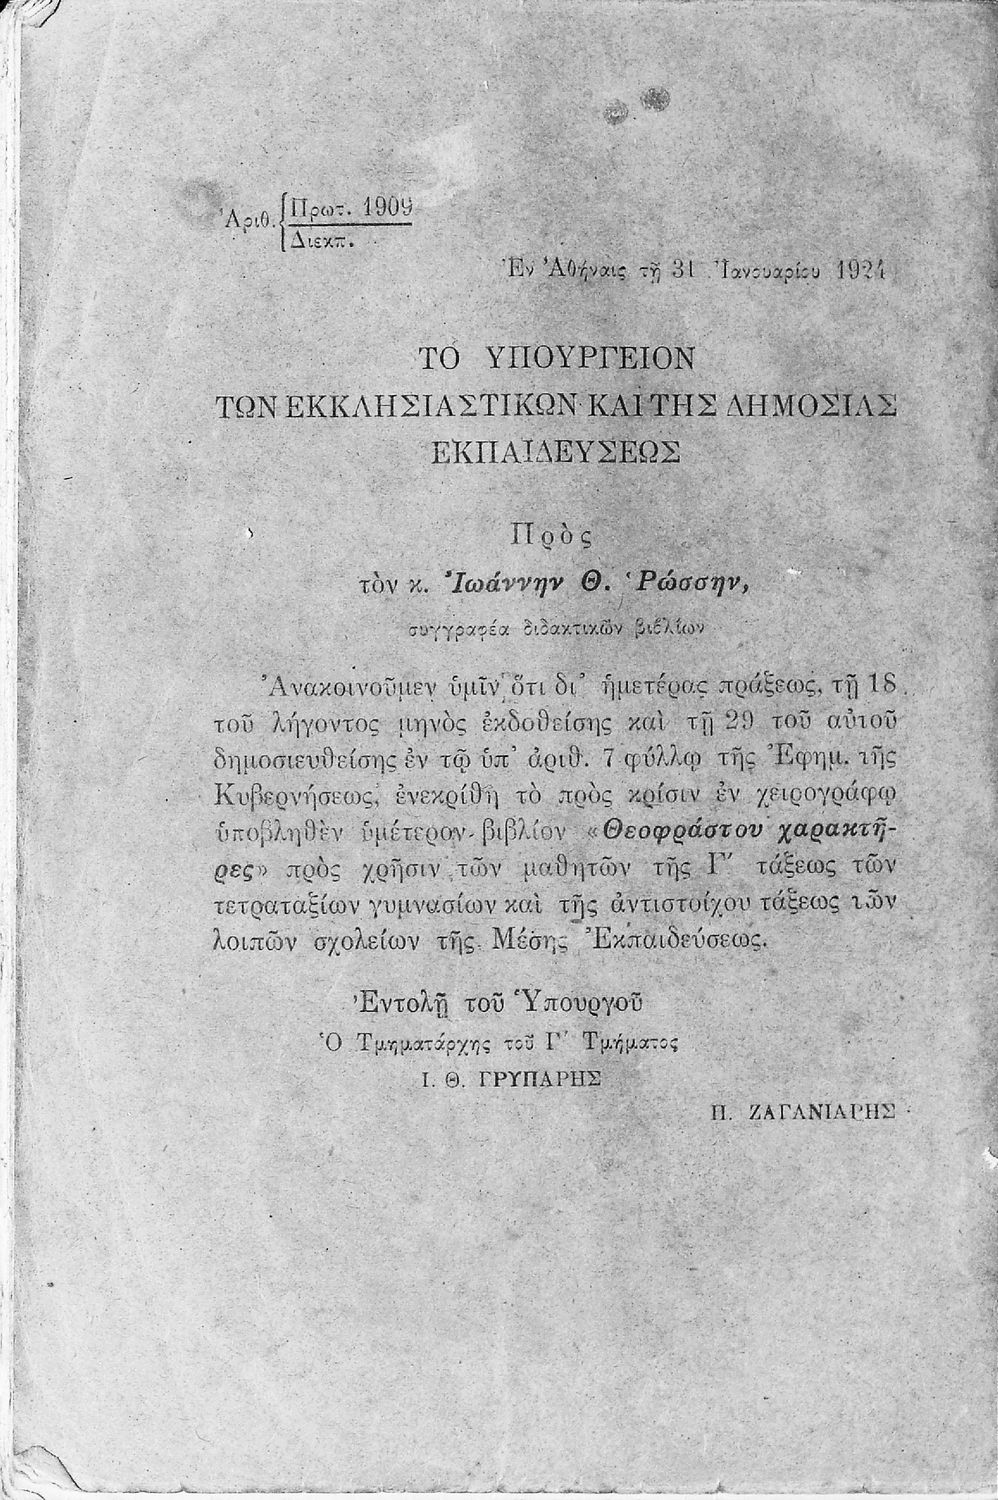 Ἀριθ. Πρωτ. 1909
Διεκπ.
Ἐν Ἀθήναις τῇ 31 Ἰανουαρίου 1924
ΤΟ ΥΠΟΥΡΓΕΙΟΝ
ΤΩΝ ΕΚΚΛΗΣΙΑΣΤΙΚΩΝ ΚΑΙ ΤΗΣ ΔΗΜΟΣΙΑΣ
ΕΚΠΑΙΔΕΥΣΕΩΣ
Πρὸς
τὸν κ. Ἰωάννην Θ. Ῥώσσην,
συγγραφέα διδακτικῶν βιβλίων
Ἀνακοινοῦμεν ὑμῖν ὅτι δι' ἡμετέρας πράξεως, τῇ 18
τοῦ λήγοντος μηνὸς ἐκδοθείσης καὶ τῇ 29 τοῦ αὐτοῦ
δημοσιευθείσης ἐν τῷ ὑπ' ἀριθ. 7 φύλλῳ τῆς Ἐφημ. τῆς
Κυβερνήσεως, ἐνεκρίθη τὸ πρὸς κρίσιν ἐν χειρογράφῳ
ὑποβληθὲν ὑμέτερον βιβλίον «Θεοφράστου χαρακτῆ-
ρες» πρὸς χρῆσιν τῶν μαθητῶν τῆς Γ′ τάξεως τῶν
τετραταξίων γυμνασίων καὶ τῆς ἀντιστοίχου τάξεως τῶν
λοιπῶν σχολείων τῆς Μέσης Ἐκπαιδεύσεως.
Ἐντολῇ τοῦ Ὑπουργοῦ
Ὁ Τμηματάρχης τοῦ Γ′ Τμήματος
Ι. Θ. ΓΡΥΠΑΡΗΣ
Π. ΖΑΓΑΝΙΑΡΗΣ